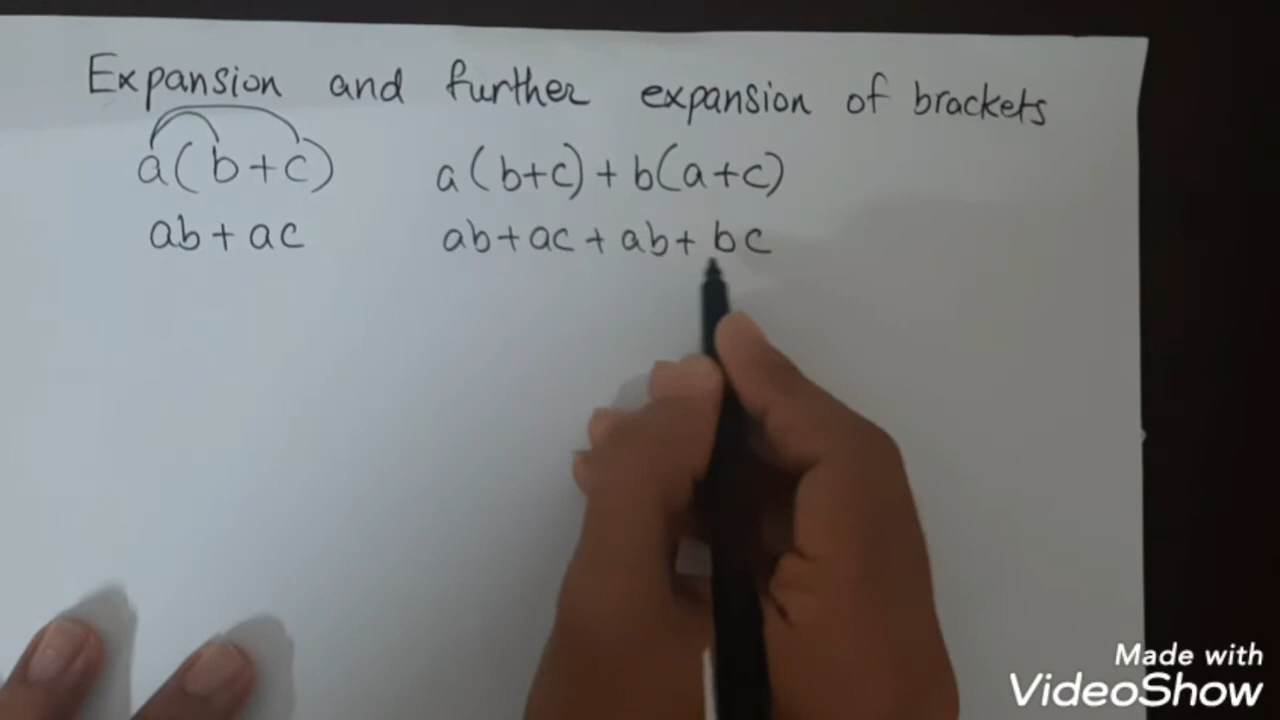 Expansion and further expansion of brackets
a(b+c) a(b+c)+b(a+c)
ab+ac ab+ac+ab+bc
Made with
VideoShow